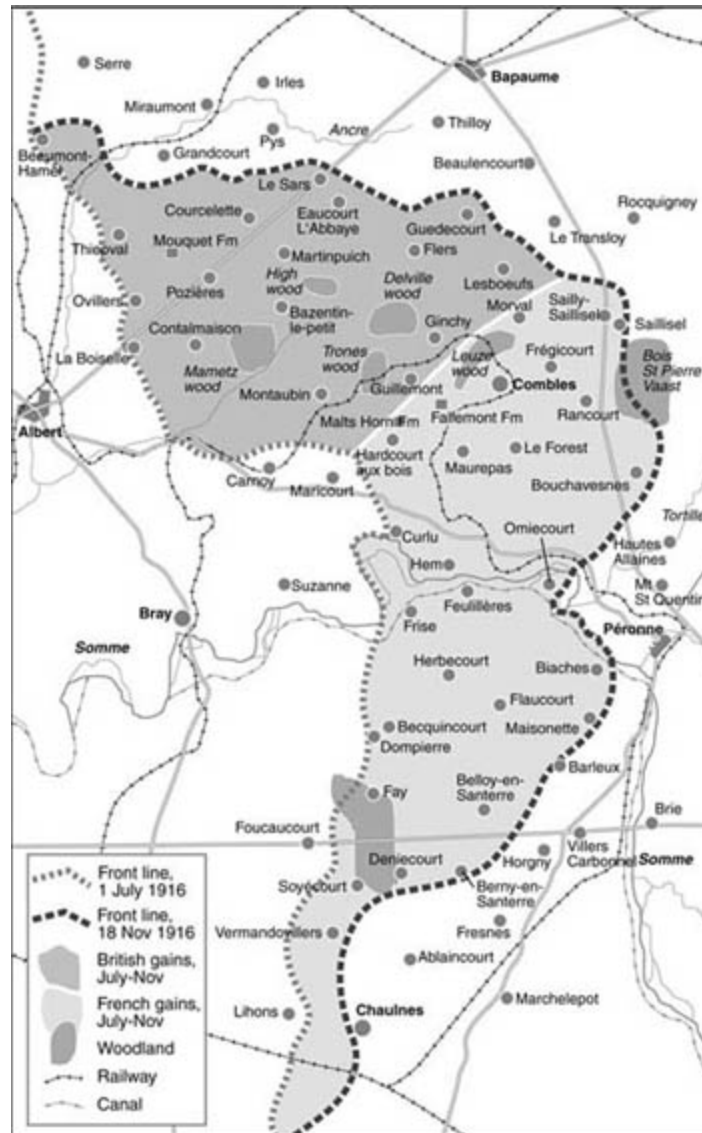 Serre
Irles
Bapaume
Miraumont
Ancre
Thilloy
Pys
Beaumont-
Hamel
Grandcourt
Beaulencourt
Le Sars
Rocquigney
Courcelette
Eaucourt
L'Abbaye
Guedecourt
Le Transloy
Thiepval
Mouquet Fm
Martinpuich
Flers
High
wood
Delville
wood
Lesboeufs
Ovillers
Pozières
Morval
Sailly-
Saillisel
Saillisel
Bazentin-
le-petit
Ginchy
Contalmaison
La Boiselle
Mametz
wood
Trones
wood
Leuze
wood
Frégicourt
Bois
St Pierre
Vaast
Guillemont
Combles
Montaubin
Rancourt
Albert
Malts Horn Fm
Falfemont Fm
Hardcourt
aux bois
Le Forest
Maurepas
Carnoy
Maricourt
Bouchavesnes
Tortille
Curlu
Omiecourt
Hautes
Allaines
Hem
Suzanne
Mt
St Quentin
Feuillères
Bray
Frise
Péronne
Somme
Herbecourt
Biaches
Flaucourt
Becquincourt
Maisonette
Dompierre
Barleux
Fay
Belloy-en-
Santerre
Brie
Foucaucourt
Villers
Carbonnel
Somme
Horgny
Deniecourt
Soyécourt
Berny-en-
Santerre
Fresnes
Vermandovillers
Ablaincourt
Lihons
Chaulnes
Marchelepot
Front line,
1 July 1916
Front line,
18 Nov 1916
British gains,
July-Nov
French gains,
July-Nov
Woodland
Railway
Canal